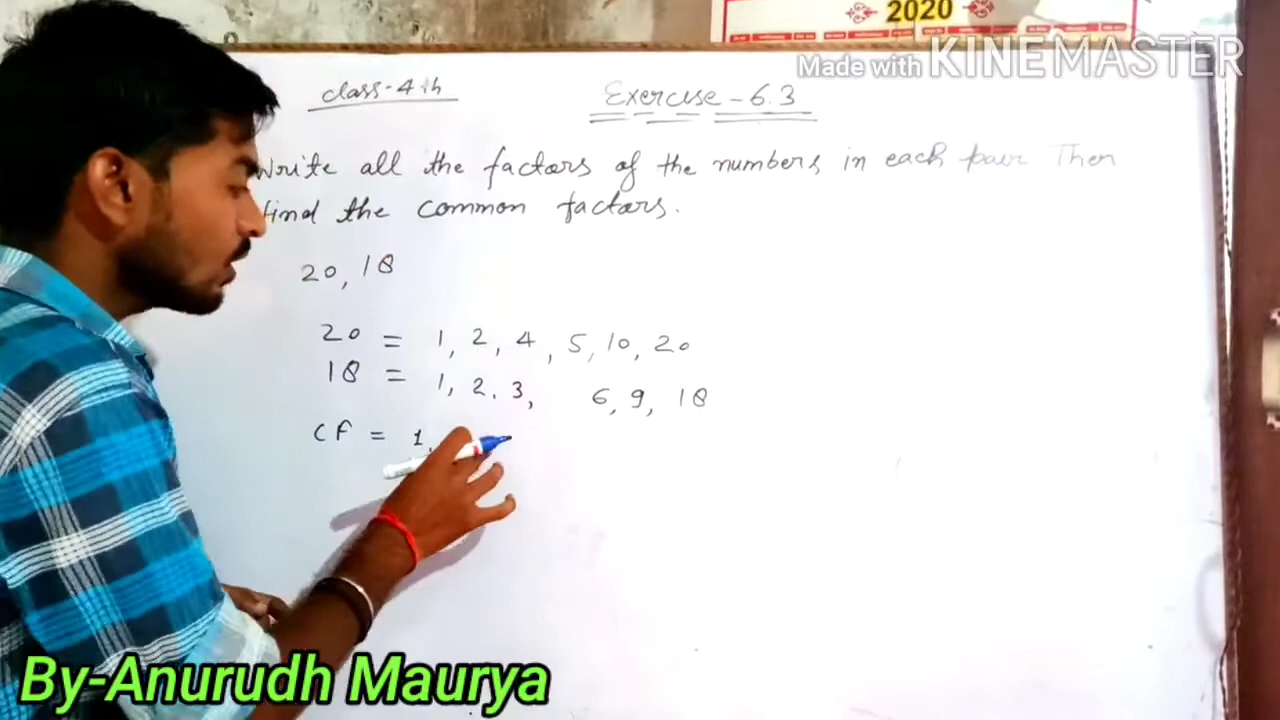 2020
Made with KINEMASTER
Class-4th
Exercise-6.3
Write all the factors of the numbers in each pair Then
find the common factors.
20, 18
20 = 1, 2, 4, 5, 10, 20
18 = 1, 2, 3, 6, 9, 18
CF = 1,
By-Anurudh Maurya